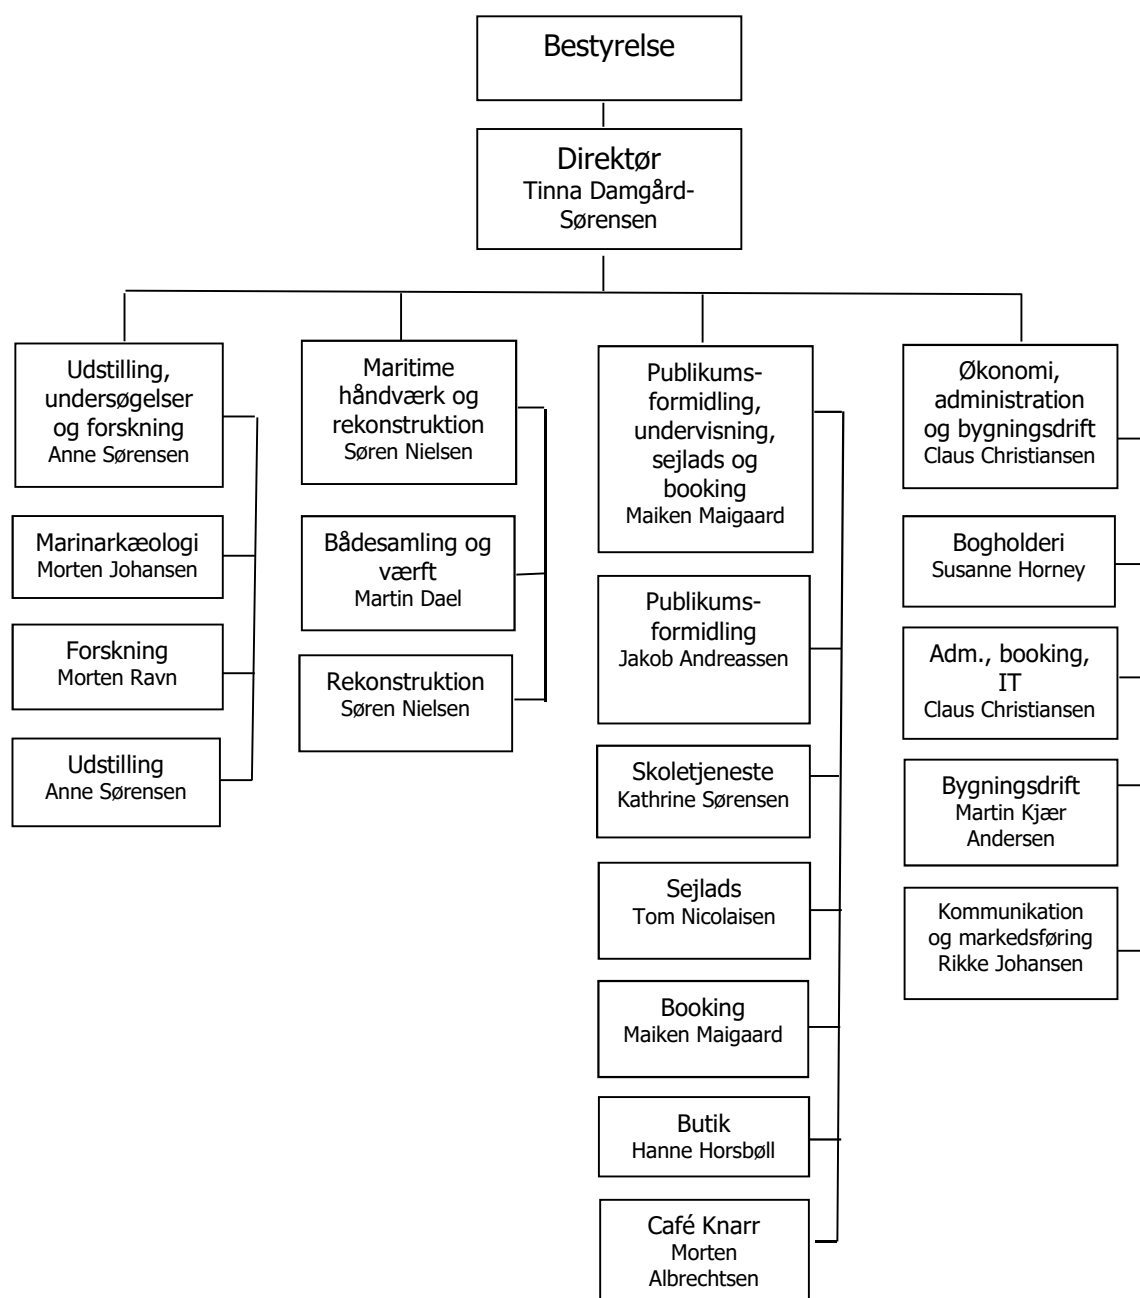 Bestyrelse
Direktør
Tinna Damgård-
Sørensen
Udstilling,
undersøgelser
og forskning
Anne Sørensen
Marinarkæologi
Morten Johansen
Forskning
Morten Ravn
Udstilling
Anne Sørensen
Maritime
håndværk og
rekonstruktion
Søren Nielsen
Bådesamling og
værft
Martin Dael
Rekonstruktion
Søren Nielsen
Publikums-
formidling,
undervisning,
sejlads og
booking
Maiken Maigaard
Publikums-
formidling
Jakob Andreassen
Skoletjeneste
Kathrine Sørensen
Sejlads
Tom Nicolaisen
Booking
Maiken Maigaard
Butik
Hanne Horsbøll
Café Knarr
Morten
Albrechtsen
Økonomi,
administration
og bygningsdrift
Claus Christiansen
Bogholderi
Susanne Horney
Adm., booking,
IT
Claus Christiansen
Bygningsdrift
Martin Kjær
Andersen
Kommunikation
og markedsføring
Rikke Johansen